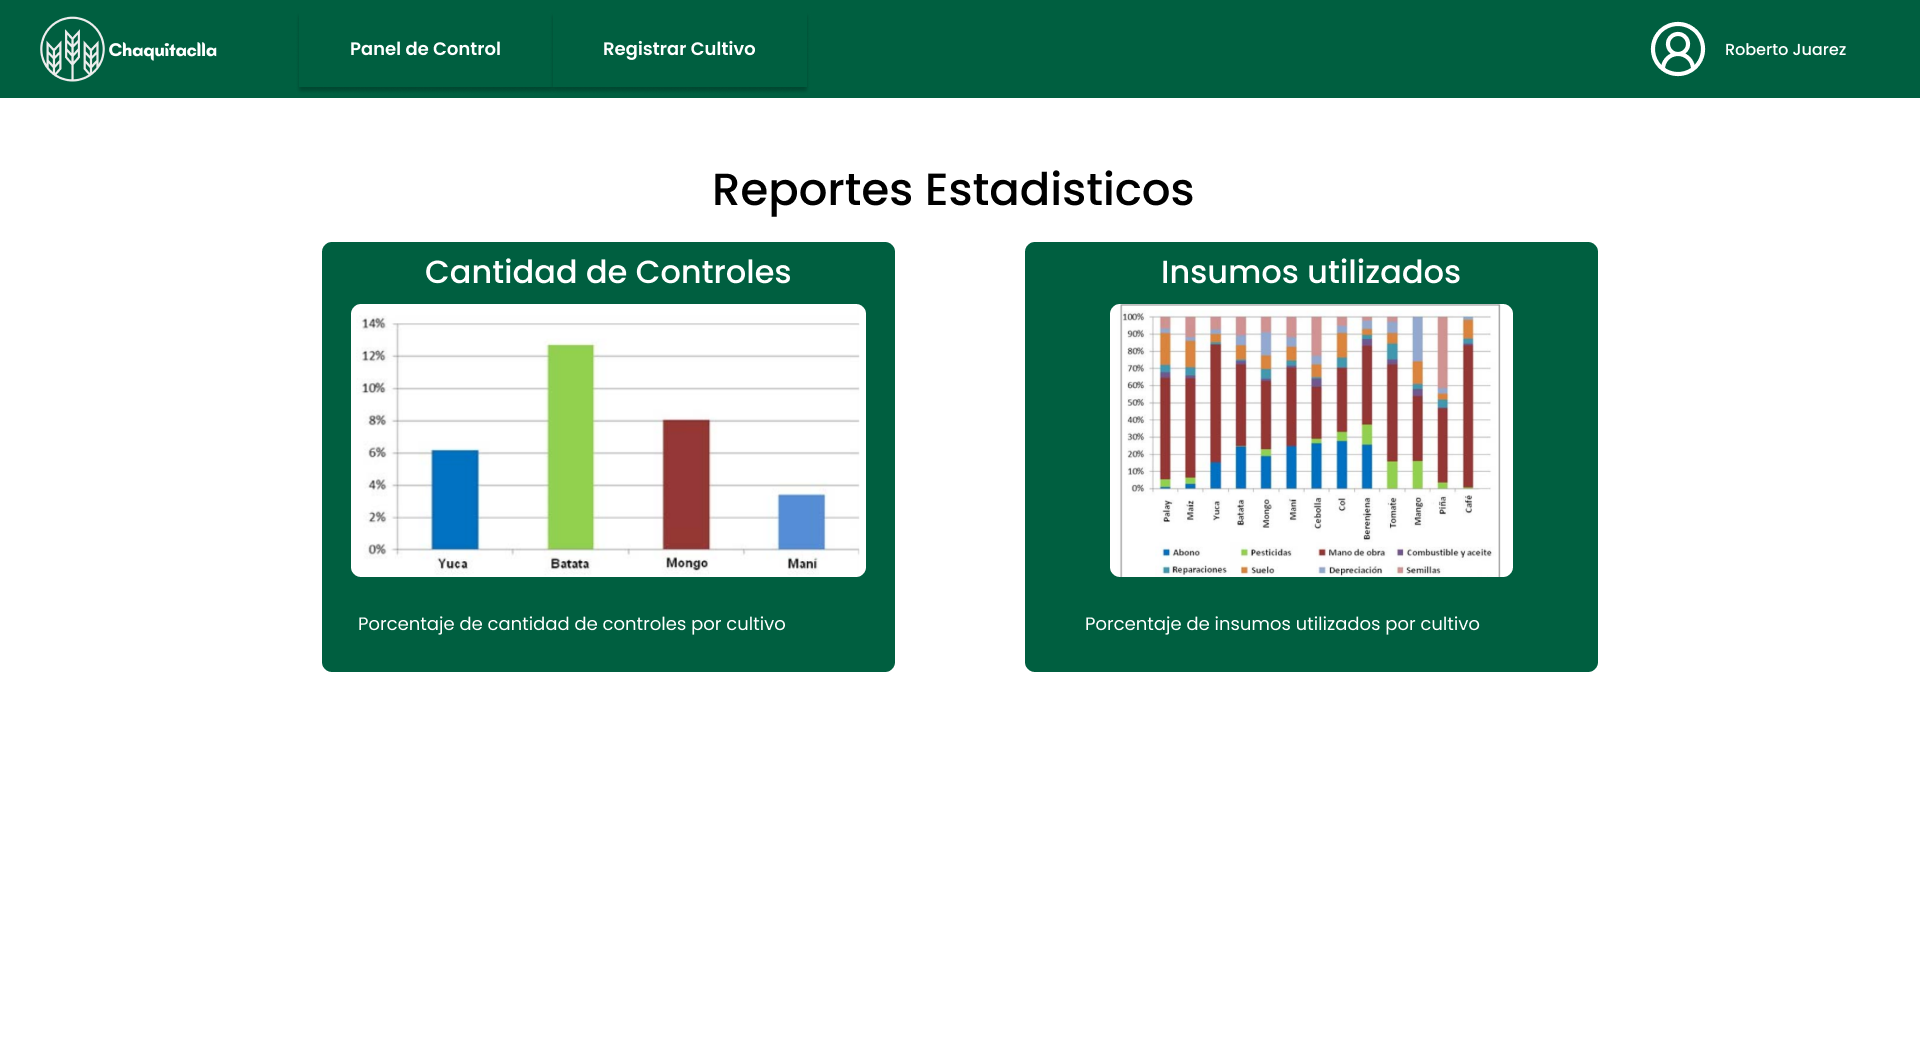 Chaquitaclla
Panel de Control
Registrar Cultivo
Roberto Juarez
Reportes Estadisticos
Cantidad de Controles
14%
12%
10%
8%
6%
4%
2%
0%
Yuca Batata Mongo Maní
Porcentaje de cantidad de controles por cultivo
Insumos utilizados
100%
90%
80%
70%
60%
50%
40%
30%
20%
10%
0%
Palay Maíz Yuca Batata Mongo Maní Cebolla Col Berenjena Tomate Mango Piña Café
Abono Pesticidas Mano de obra Combustible y aceite
Reparaciones Suelo Depreciación Semillas
Porcentaje de insumos utilizados por cultivo